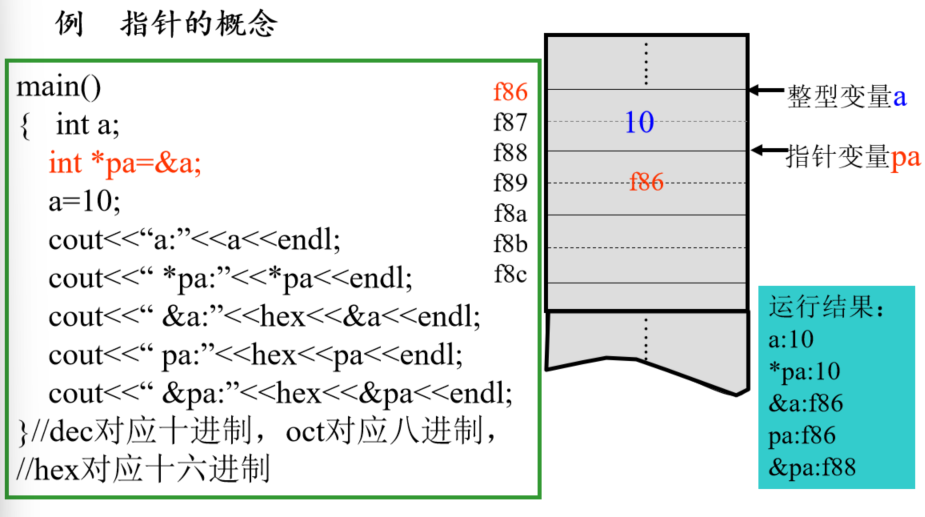 例 指针的概念
main()
{ int a;
int *pa=&a;
a=10;
cout<<“a:”<<a<<endl;
cout<<“ *pa:”<<*pa<<endl;
cout<<“ &a:”<<hex<<&a<<endl;
cout<<“ pa:”<<hex<<pa<<endl;
cout<<“ &pa:”<<hex<<&pa<<endl;
}//dec对应十进制，oct对应八进制，
//hex对应十六进制
f86
f87
f88
f89
f8a
f8b
f8c
10
f86
整型变量a
指针变量pa
运行结果：
a:10
*pa:10
&a:f86
pa:f86
&pa:f88